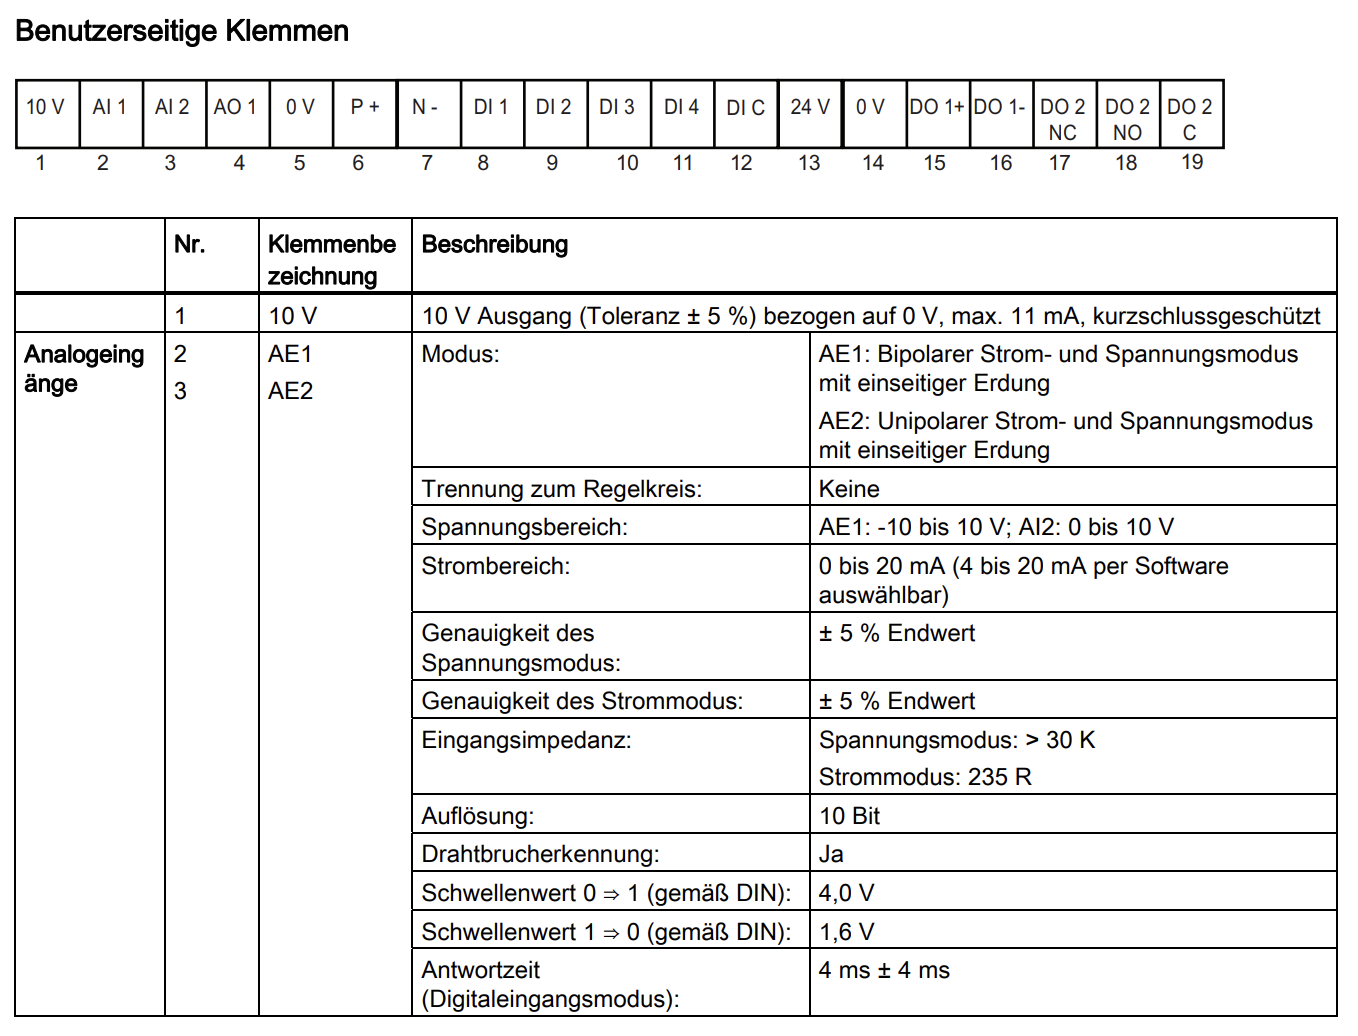 Benutzerseitige Klemmen
10 V AI 1 AI 2 AO 1 0 V P + N - DI 1 DI 2 DI 3 DI 4 DI C 24 V 0 V DO 1+ DO 1- DO 2 DO 2 DO 2
NC NO C
1 2 3 4 5 6 7 8 9 10 11 12 13 14 15 16 17 18 19
Nr. Klemmenbe Beschreibung
zeichnung
1 10 V 10 V Ausgang (Toleranz ± 5 %) bezogen auf 0 V, max. 11 mA, kurzschlussgeschützt
Analogeing 2 AE1 Modus: AE1: Bipolarer Strom- und Spannungsmodus
änge 3 AE2 mit einseitiger Erdung
AE2: Unipolarer Strom- und Spannungsmodus
mit einseitiger Erdung
Trennung zum Regelkreis: Keine
Spannungsbereich: AE1: -10 bis 10 V; AI2: 0 bis 10 V
Strombereich: 0 bis 20 mA (4 bis 20 mA per Software
auswählbar)
Genauigkeit des ± 5 % Endwert
Spannungsmodus:
Genauigkeit des Strommodus: ± 5 % Endwert
Eingangsimpedanz: Spannungsmodus: > 30 K
Strommodus: 235 R
Auflösung: 10 Bit
Drahtbrucherkennung: Ja
Schwellenwert 0 ⇒ 1 (gemäß DIN): 4,0 V
Schwellenwert 1 ⇒ 0 (gemäß DIN): 1,6 V
Antwortzeit 4 ms ± 4 ms
(Digitaleingangsmodus):